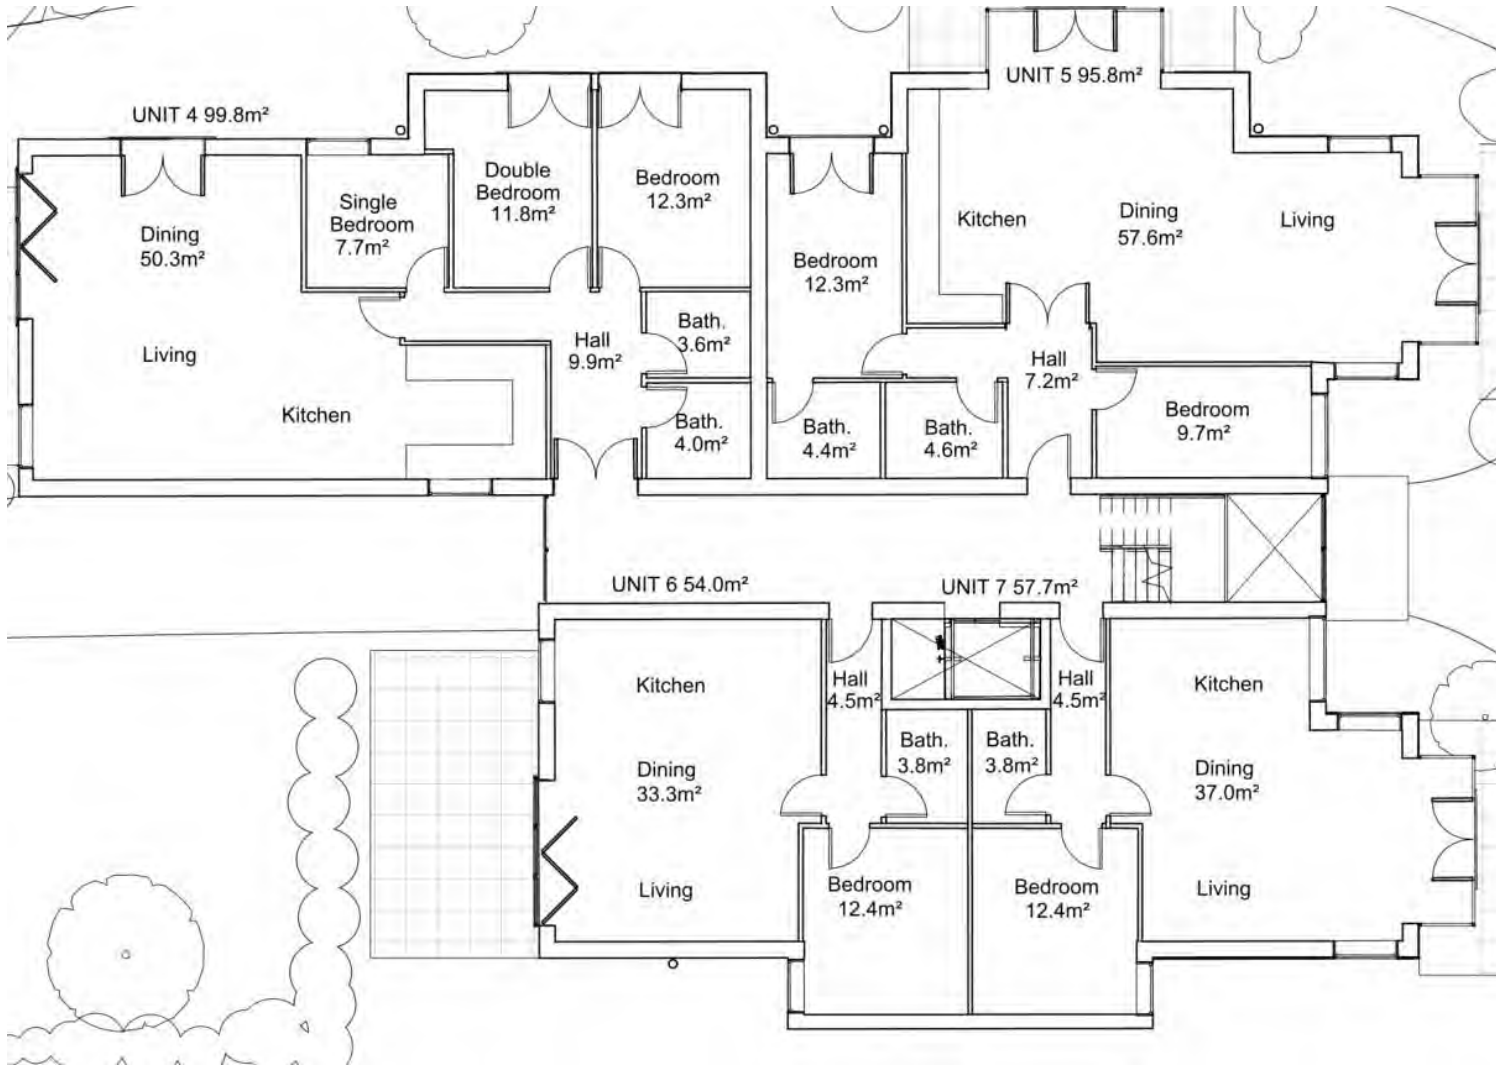 UNIT 5 95.8m²
UNIT 4 99.8m²
Double
Bedroom
11.8m²
Bedroom
12.3m²
Single
Bedroom
7.7m²
Dining
50.3m²
Kitchen
Dining
57.6m²
Living
Bedroom
12.3m²
Bath.
3.6m²
Hall
9.9m²
Living
Hall
7.2m²
Kitchen
Bath.
4.0m²
Bath.
4.4m²
Bath.
4.6m²
Bedroom
9.7m²
UNIT 6 54.0m²
UNIT 7 57.7m²
Kitchen
Hall
4.5m²
Hall
4.5m²
Kitchen
Bath.
3.8m²
Bath.
3.8m²
Dining
33.3m²
Dining
37.0m²
Living
Bedroom
12.4m²
Bedroom
12.4m²
Living